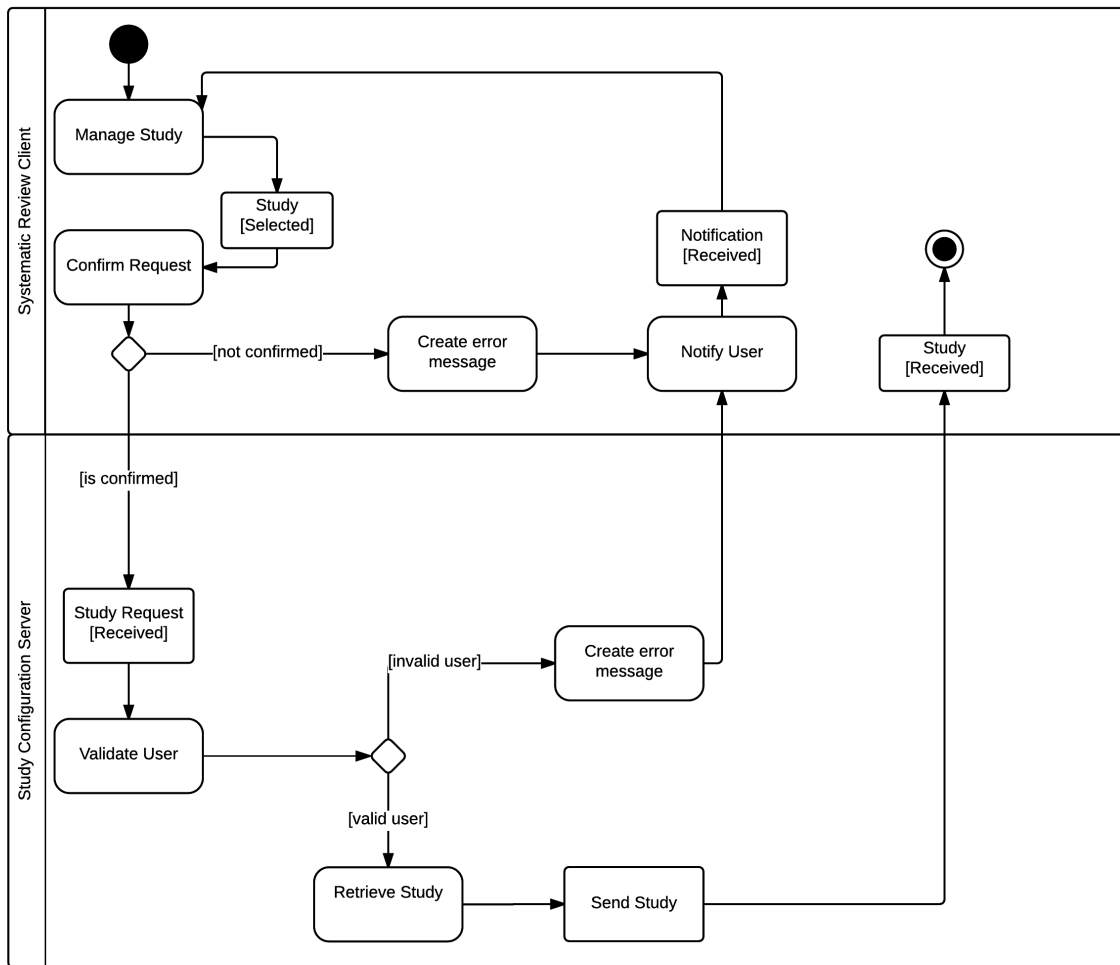 Systematic Review Client
Manage Study
Study
[Selected]
Confirm Request
[not confirmed]
Create error
message
Notify User
Notification
[Received]
Study
[Received]
Study Configuration Server
[is confirmed]
Study Request
[Received]
Validate User
[invalid user]
Create error
message
[valid user]
Retrieve Study
Send Study